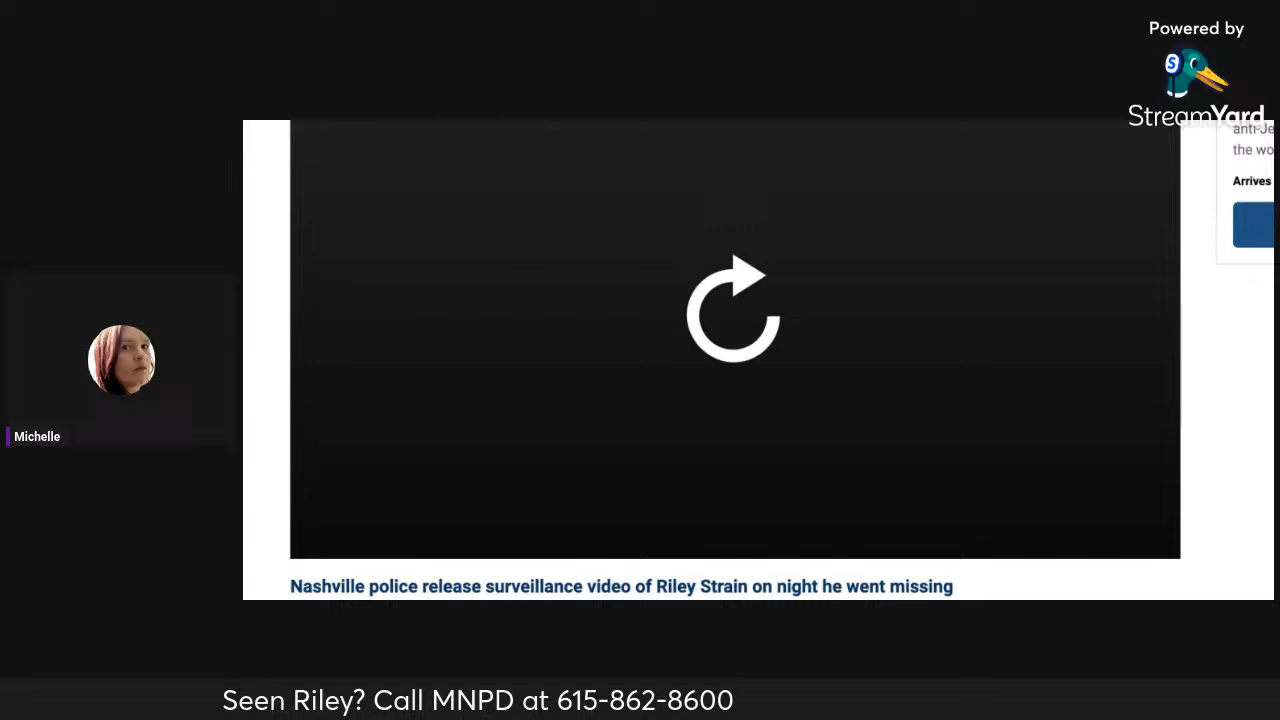 Powered by
StreamYard
anti-Je
the wo
Arrives
Michelle
Nashville police release surveillance video of Riley Strain on night he went missing
Seen Riley? Call MNPD at 615-862-8600